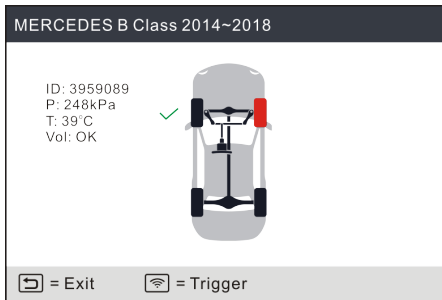 MERCEDES B Class 2014~2018
ID: 3959089
P: 248kPa
T: 39°C
Vol: OK
= Exit
= Trigger